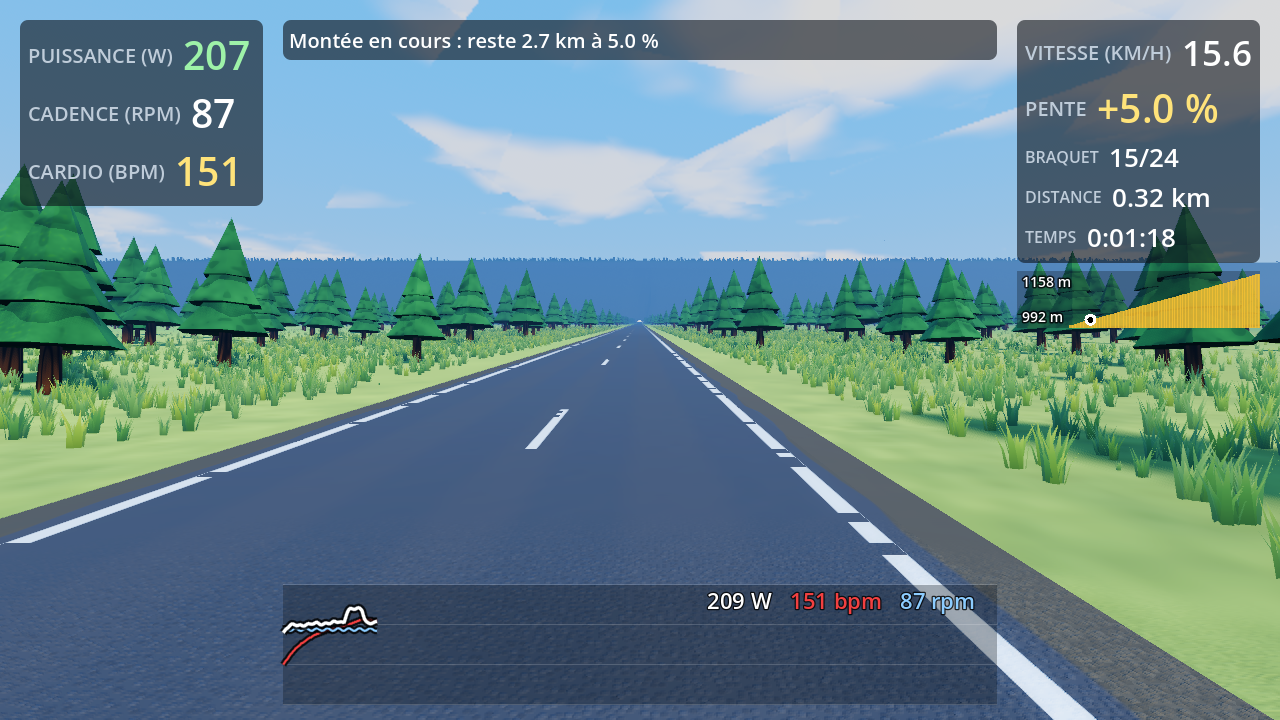 PUISSANCE (W) 207
CADENCE (RPM) 87
CARDIO (BPM) 151
Montée en cours : reste 2.7 km à 5.0 %
VITESSE (KM/H) 15.6
PENTE +5.0 %
BRAQUET 15/24
DISTANCE 0.32 km
TEMPS 0:01:18
1158 m
992 m
209 W 151 bpm 87 rpm